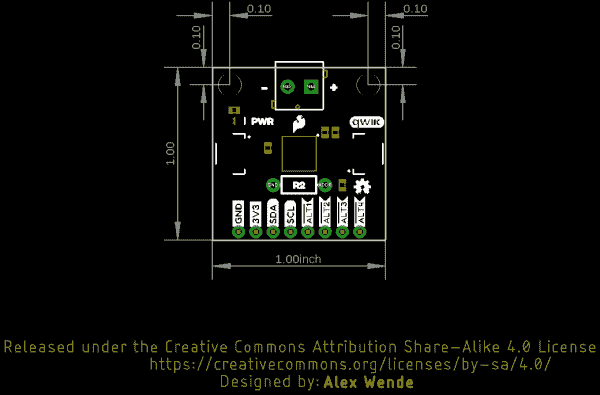 0.10
0.10
0.10
0.10
- +
PWR
qwiic
1.00
R2
GND
3V3
SDA
SCL
ALT1
ALT2
ALT3
ALT4
1.00inch
Released under the Creative Commons Attribution Share-Alike 4.0 License
https://creativecommons.org/licenses/by-sa/4.0/
Designed by: Alex Wende